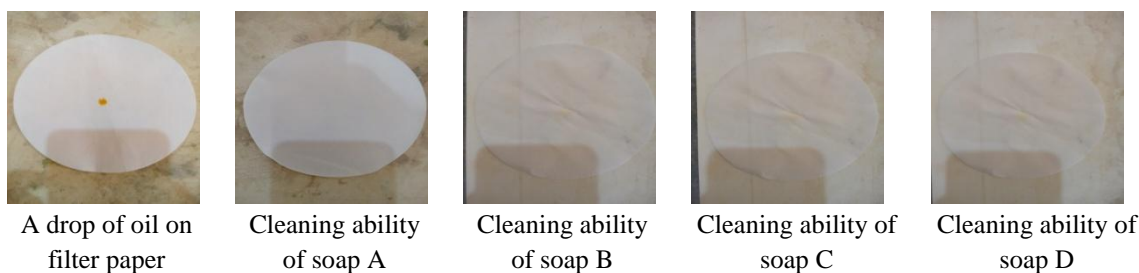 A drop of oil on
filter paper
Cleaning ability
of soap A
Cleaning ability
of soap B
Cleaning ability of
soap C
Cleaning ability of
soap D